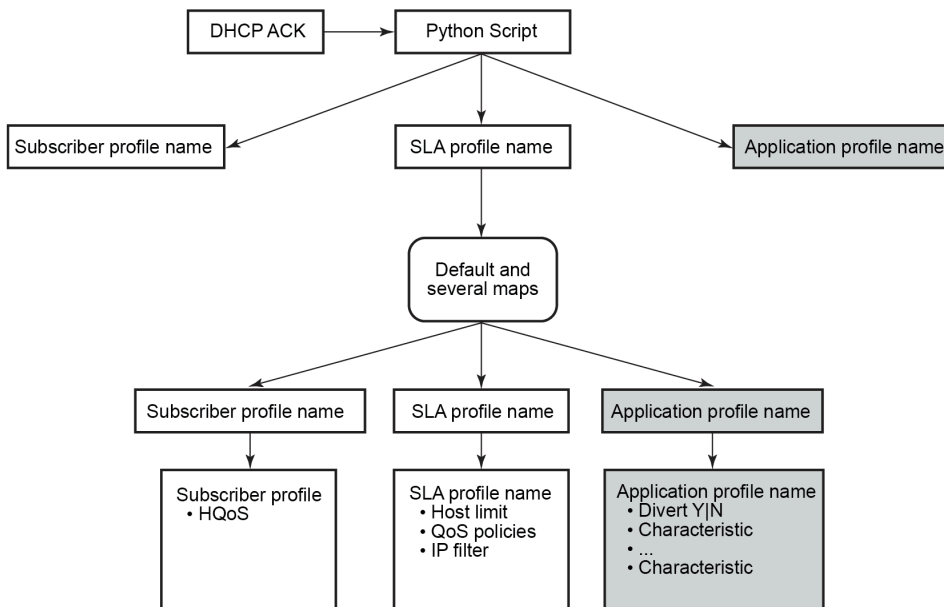 DHCP ACK
Python Script
Subscriber profile name
SLA profile name
Application profile name
Default and
several maps
Subscriber profile name
SLA profile name
Application profile name
Subscriber profile
• HQoS
SLA profile name
• Host limit
• QoS policies
• IP filter
Application profile name
• Divert Y|N
• Characteristic
• ...
• Characteristic